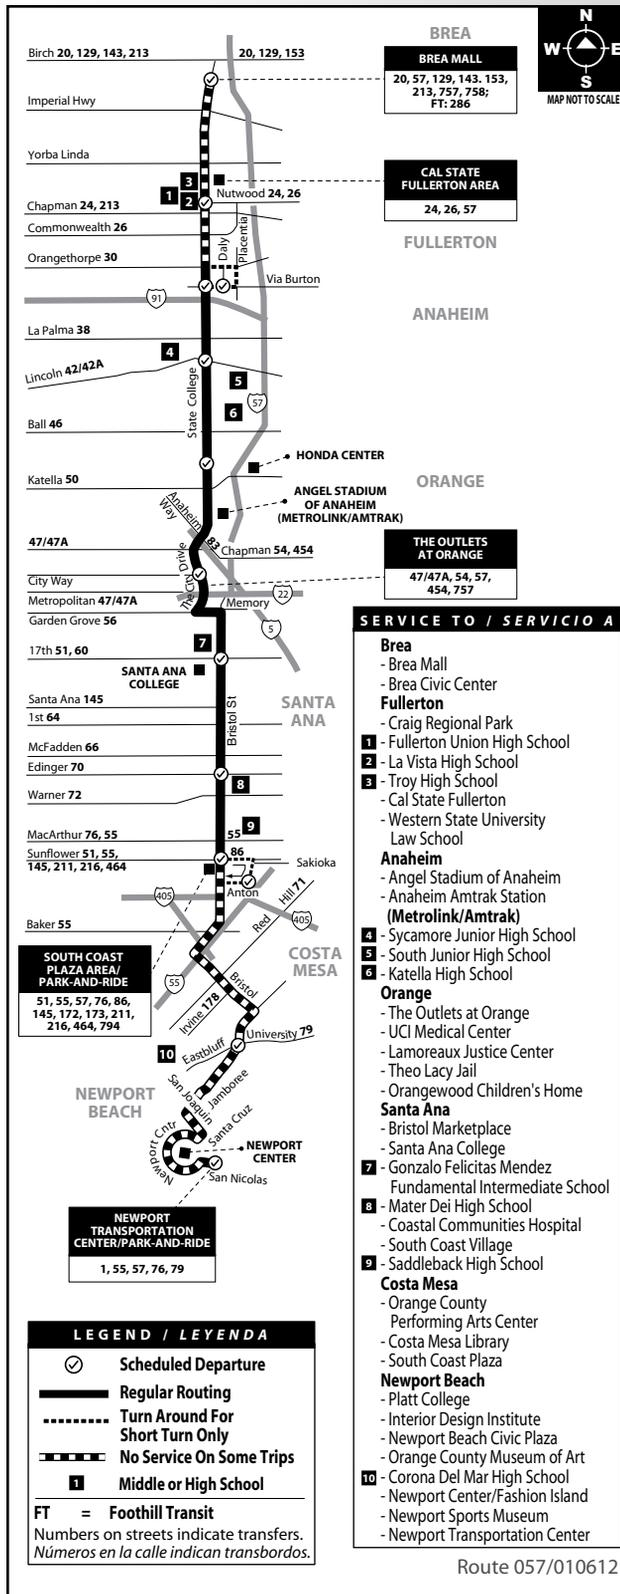 BREA
N
W E
S
MAP NOT TO SCALE
Birch 20, 129, 143, 213
20, 129, 153
BREA MALL
20, 57, 129, 143. 153,
213, 757, 758;
FT: 286
Imperial Hwy
Yorba Linda
3
1
2
Nutwood 24, 26
CAL STATE
FULLERTON AREA
24, 26, 57
Chapman 24, 213
Commonwealth 26
FULLERTON
Orangethorpe 30
Daly
Placentia
Via Burton
91
ANAHEIM
La Palma 38
4
Lincoln 42/42A
5
State College
6
57
Ball 46
HONDA CENTER
Katella 50
ORANGE
ANGEL STADIUM
OF ANAHEIM
(METROLINK/AMTRAK)
Anaheim
Way
47/47A
83
Chapman 54, 454
THE OUTLETS
AT ORANGE
47/47A, 54, 57,
454, 757
The City Drive
City Way
22
Metropolitan 47/47A
Memory
Garden Grove 56
5
7
17th 51, 60
SANTA ANA
COLLEGE
SANTA
ANA
Santa Ana 145
1st 64
Bristol St
McFadden 66
Edinger 70
8
Warner 72
9
MacArthur 76, 55
55
Sunflower 51, 55,
145, 211, 216, 464
86
Sakioka
Anton
405
Hill 71
Red
405
Baker 55
SOUTH COAST
PLAZA AREA/
PARK-AND-RIDE
51, 55, 57, 76, 86,
145, 172, 173, 211,
216, 464, 794
COSTA
MESA
55
Bristol
Irvine 178
University 79
10
Eastbluff
San Joaquin
Jamboree
NEWPORT
BEACH
Santa Cruz
Newport Cntr
NEWPORT
CENTER
San Nicolas
NEWPORT
TRANSPORTATION
CENTER/PARK-AND-RIDE
1, 55, 57, 76, 79
LEGEND / LEYENDA
Scheduled Departure
Regular Routing
Turn Around For
Short Turn Only
No Service On Some Trips
1 Middle or High School
FT = Foothill Transit
Numbers on streets indicate transfers.
Números en la calle indican transbordos.
SERVICE TO / SERVICIO A
Brea
- Brea Mall
- Brea Civic Center
Fullerton
- Craig Regional Park
1 - Fullerton Union High School
2 - La Vista High School
3 - Troy High School
- Cal State Fullerton
- Western State University
Law School
Anaheim
- Angel Stadium of Anaheim
- Anaheim Amtrak Station
(Metrolink/Amtrak)
4 - Sycamore Junior High School
5 - South Junior High School
6 - Katella High School
Orange
- The Outlets at Orange
- UCI Medical Center
- Lamoreaux Justice Center
- Theo Lacy Jail
- Orangewood Children's Home
Santa Ana
- Bristol Marketplace
- Santa Ana College
7 - Gonzalo Felicitas Mendez
Fundamental Intermediate School
8 - Mater Dei High School
- Coastal Communities Hospital
- South Coast Village
9 - Saddleback High School
Costa Mesa
- Orange County
Performing Arts Center
- Costa Mesa Library
- South Coast Plaza
Newport Beach
- Platt College
- Interior Design Institute
- Newport Beach Civic Plaza
- Orange County Museum of Art
10 - Corona Del Mar High School
- Newport Center/Fashion Island
- Newport Sports Museum
- Newport Transportation Center
Route 057/010612